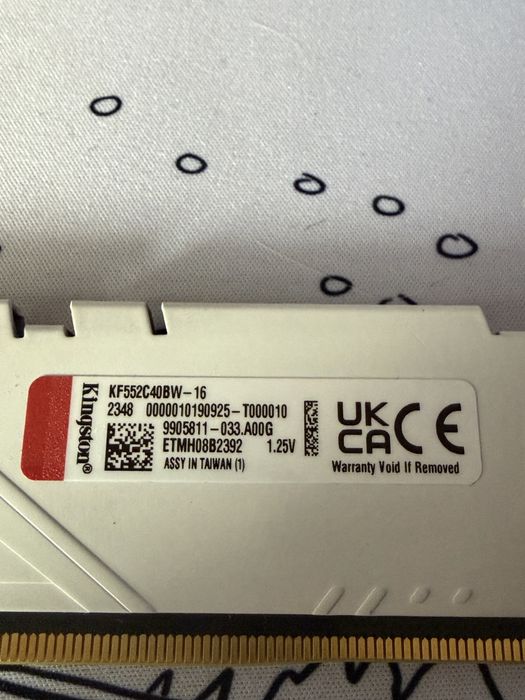 Kingston®
KF552C40BW-16
2348 0000010190925-T000010
9905811-033.A00G
ETMH08B2392 1.25V
ASSY IN TAIWAN (1)
UK
CA CE
Warranty Void If Removed